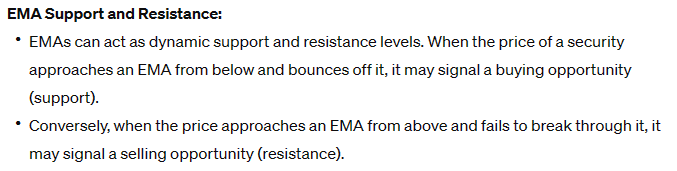 EMA Support and Resistance:
• EMAs can act as dynamic support and resistance levels. When the price of a security
approaches an EMA from below and bounces off it, it may signal a buying opportunity
(support).
• Conversely, when the price approaches an EMA from above and fails to break through it, it
may signal a selling opportunity (resistance).